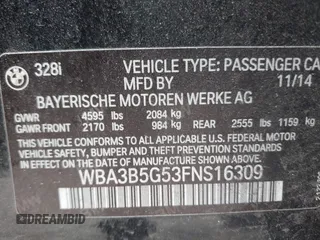 328i VEHICLE TYPE: PASSENGER CA
MFD BY 11/14
BAYERISCHE MOTOREN WERKE AG
GVWR 4595 lbs 2084 kg
GAWR FRONT 2170 lbs 984 kg REAR 2555 lbs 1159 kg
THIS VEHICLE CONFORMS TO ALL APPLICABLE FEDERAL MOTOR
VEHICLE SAFETY, BUMPER, AND THEFT PREVENTION STANDARDS
IN EFFECT ON THE DATE OF MANUFACTURE SHOWN ABOVE.
WBA3B5G53FNS16309
DREAMBID